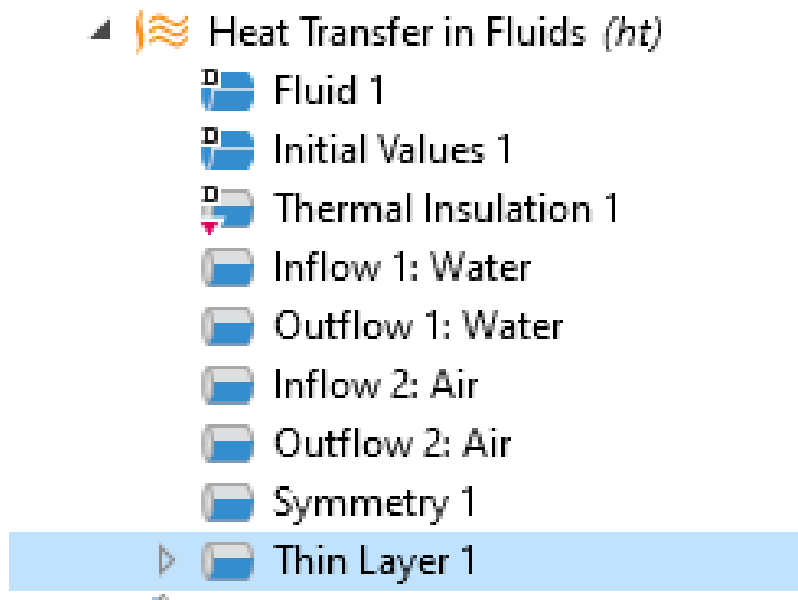 Heat Transfer in Fluids (ht)
D Fluid 1
D Initial Values 1
D Thermal Insulation 1
Inflow 1: Water
Outflow 1: Water
Inflow 2: Air
Outflow 2: Air
Symmetry 1
Thin Layer 1